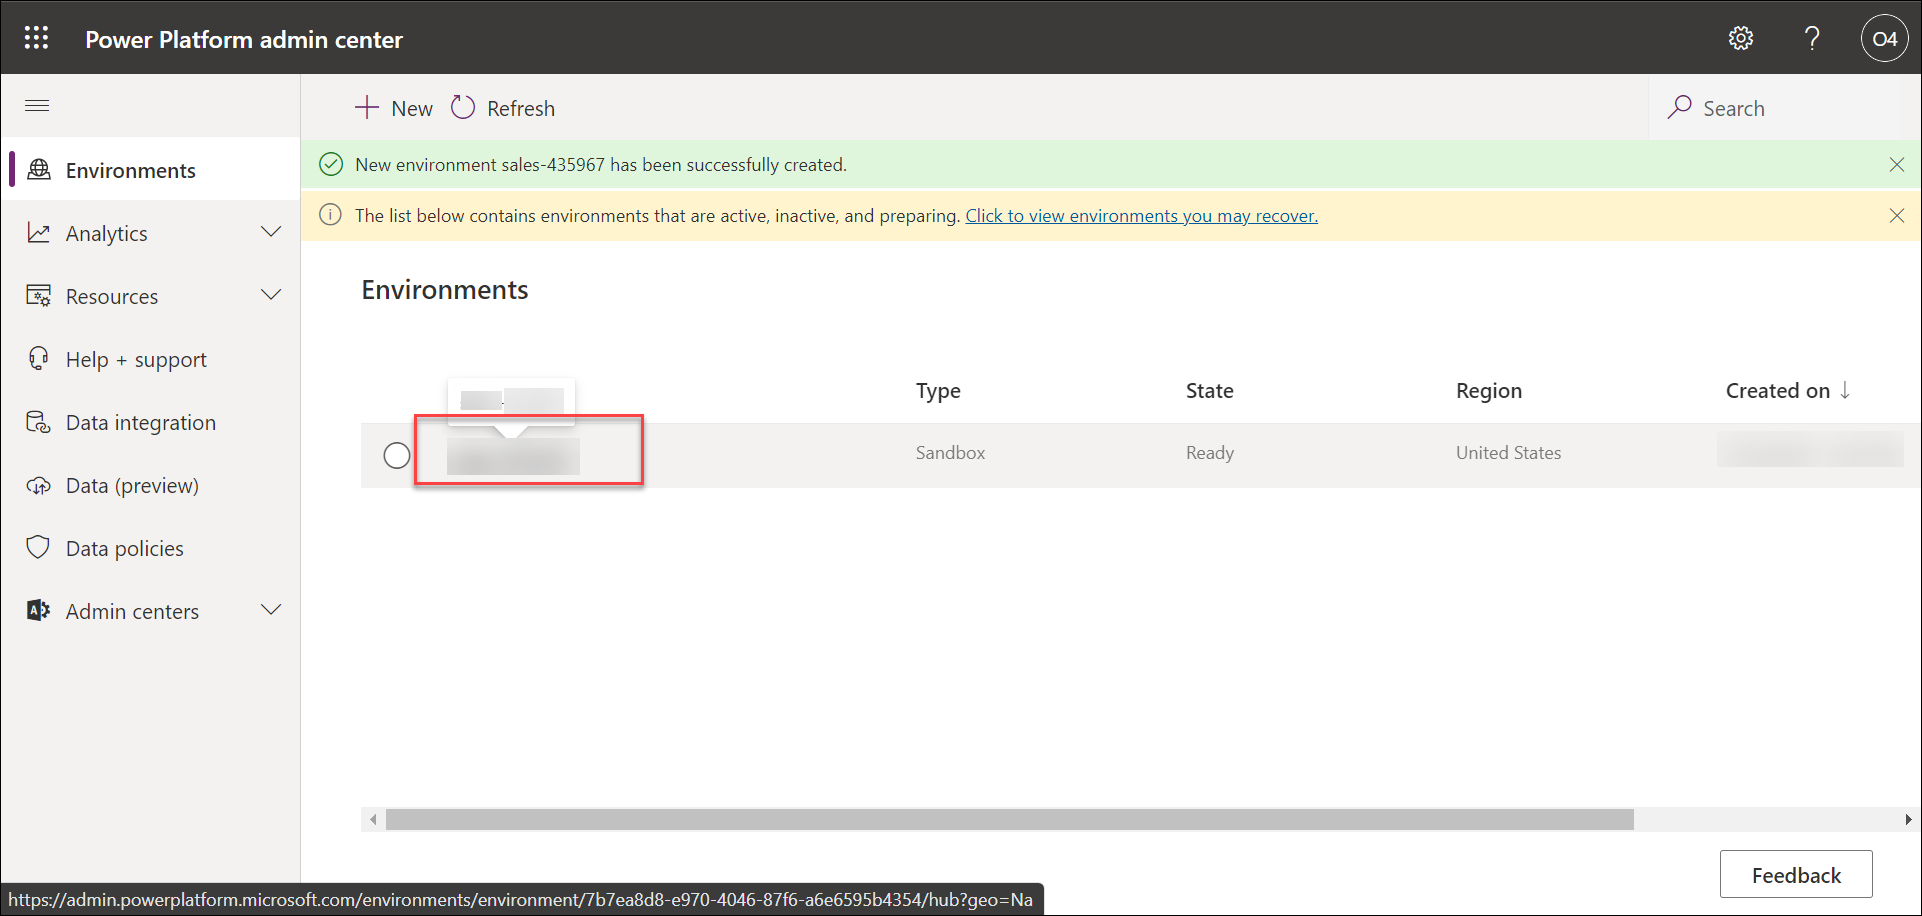 Power Platform admin center
O4
New Refresh Search
Environments
Analytics
Resources
Help + support
Data integration
Data (preview)
Data policies
Admin centers
New environment sales-435967 has been successfully created.
The list below contains environments that are active, inactive, and preparing. Click to view environments you may recover.
Environments
Type State Region Created on ↓
Sandbox Ready United States
Feedback
https://admin.powerplatform.microsoft.com/environments/environment/7b7ea8d8-e970-4046-87f6-a6e6595b4354/hub?geo=Na